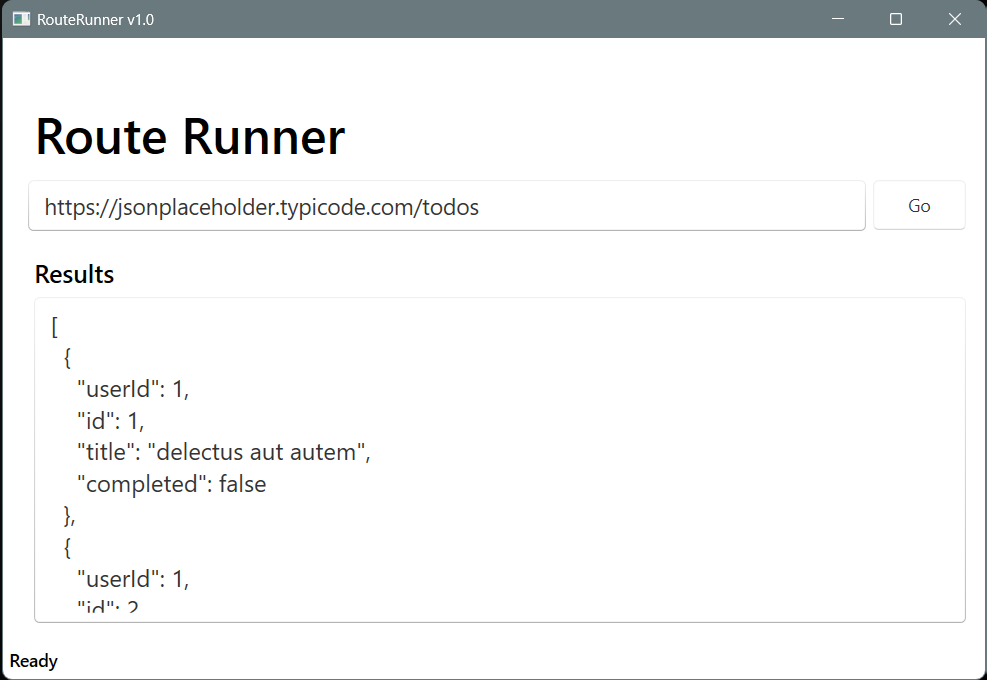 RouteRunner v1.0
Route Runner
https://jsonplaceholder.typicode.com/todos
Go
Results
[
{
"userId": 1,
"id": 1,
"title": "delectus aut autem",
"completed": false
},
{
"userId": 1,
"id": 2
Ready